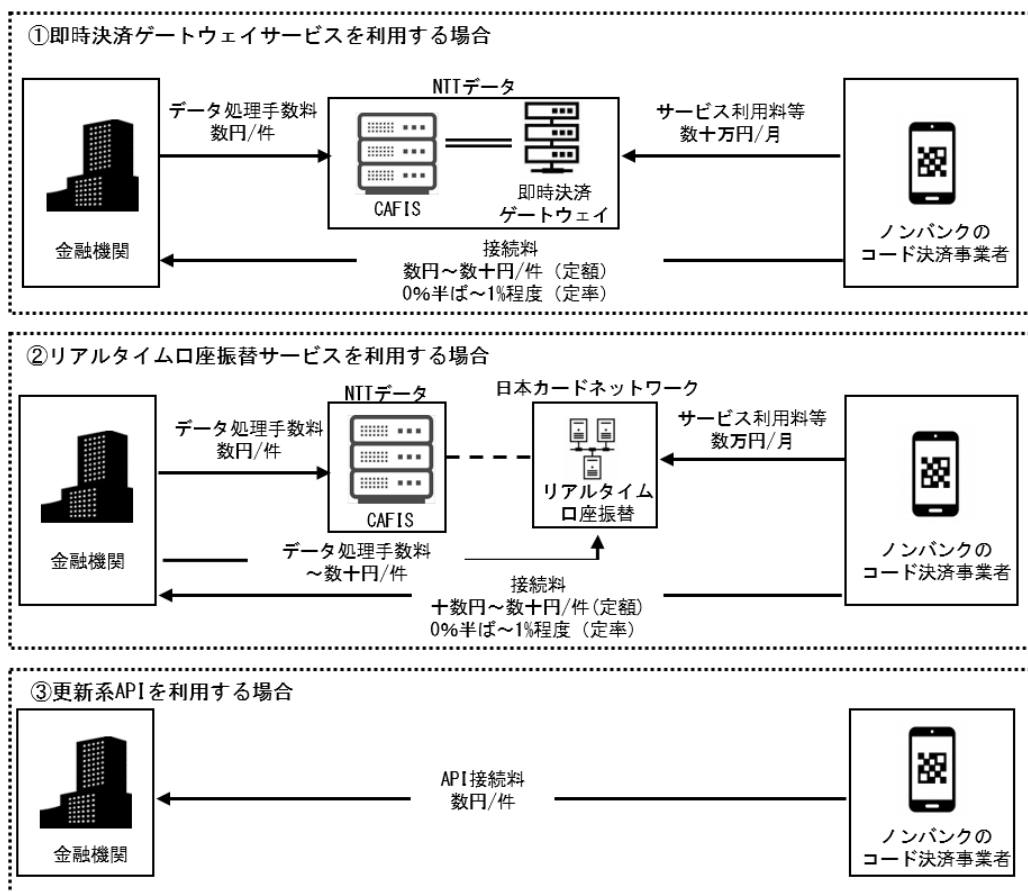 ①即時決済ゲートウェイサービスを利用する場合
NTTデータ
データ処理手数料
数円/件
サービス利用料等
数十万円/月
CAFIS
即時決済
ゲートウェイ
金融機関
ノンバンクの
コード決済事業者
接続料
数円～数十円/件（定額）
0%半ば～1%程度（定率）
②リアルタイム口座振替サービスを利用する場合
NTTデータ
日本カードネットワーク
データ処理手数料
数円/件
サービス利用料等
数万円/月
リアルタイム
口座振替
CAFIS
データ処理手数料
～数十円/件
金融機関
ノンバンクの
コード決済事業者
接続料
十数円～数十円/件(定額)
0%半ば～1%程度（定率）
③更新系APIを利用する場合
API接続料
数円/件
金融機関
ノンバンクの
コード決済事業者